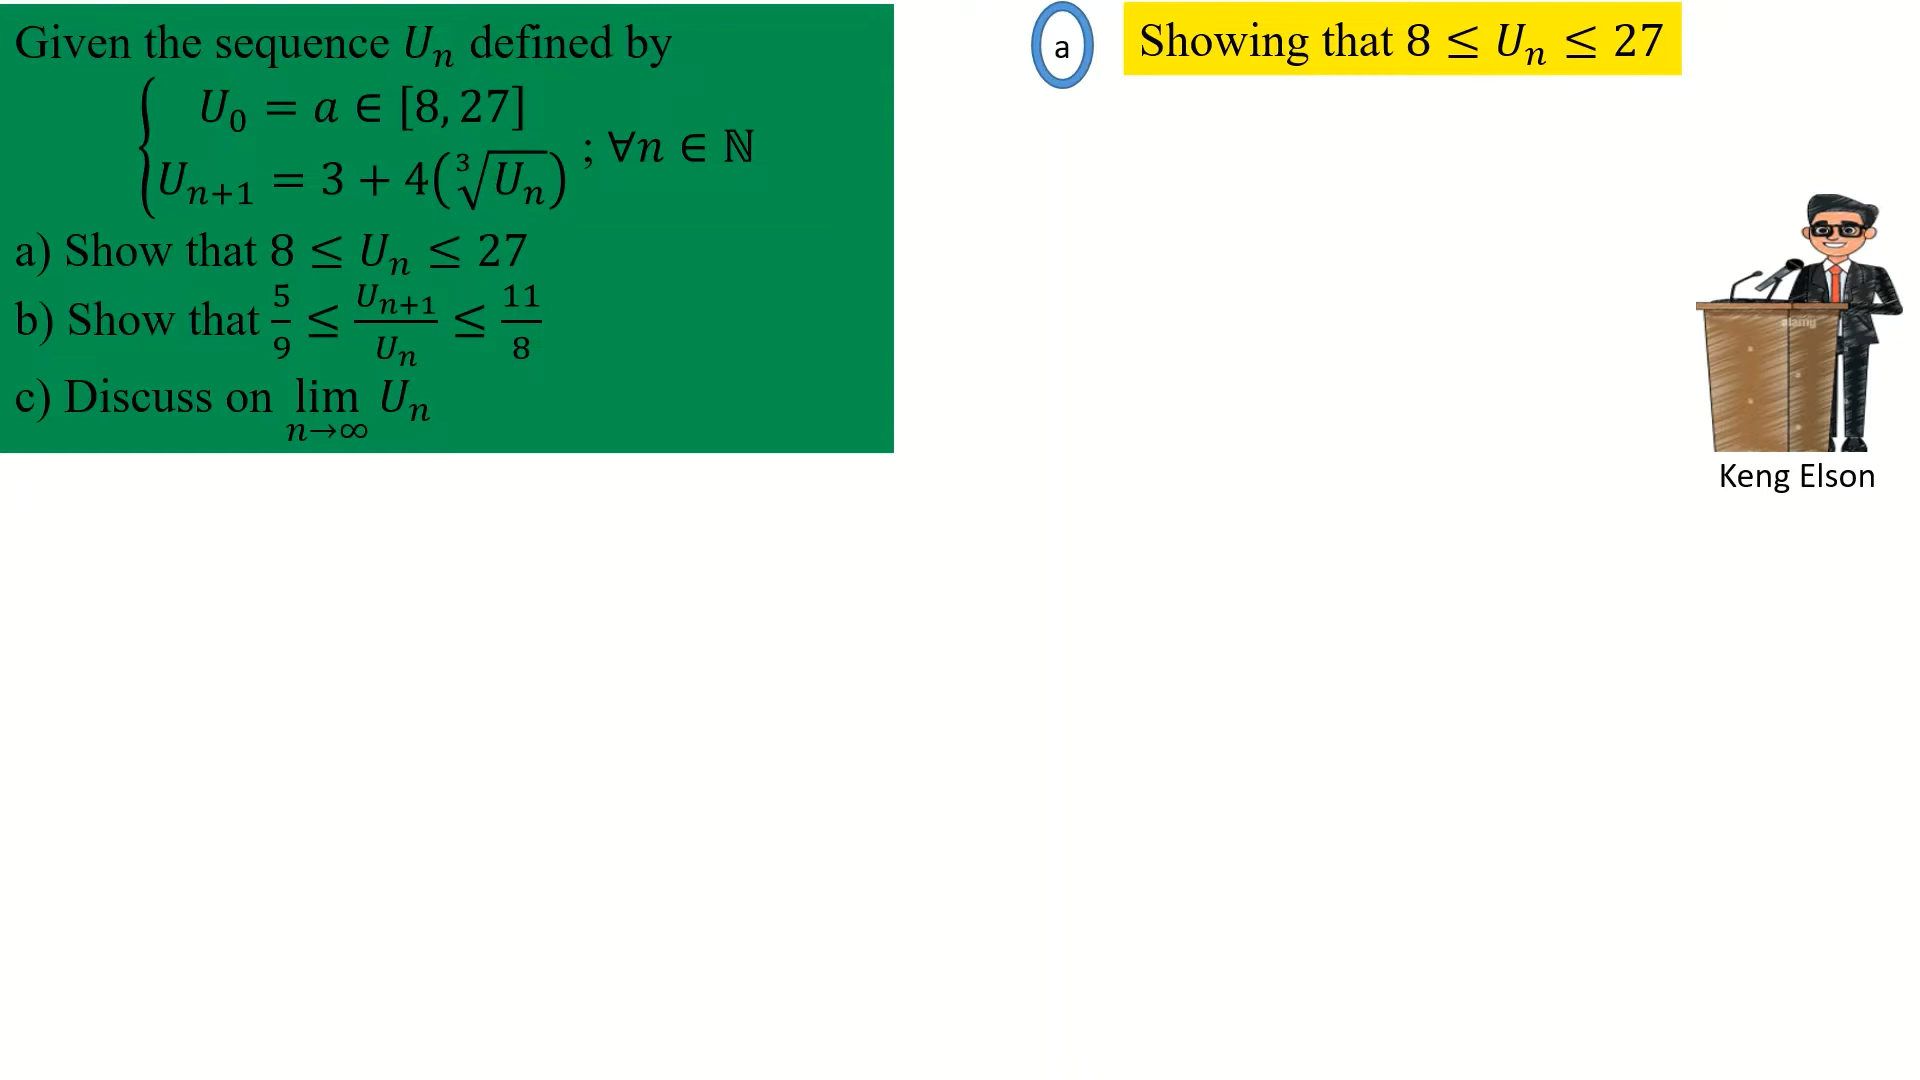 Given the sequence Uₙ defined by
{ U₀ = a ∈ [8, 27]
Uₙ₊₁ = 3 + 4(∛Uₙ) ; ∀n ∈ ℕ
a) Show that 8 ≤ Uₙ ≤ 27
b) Show that 5/9 ≤ Uₙ₊₁/Uₙ ≤ 11/8
c) Discuss on lim n→∞ Uₙ
a
Showing that 8 ≤ Uₙ ≤ 27
alamy
Keng Elson